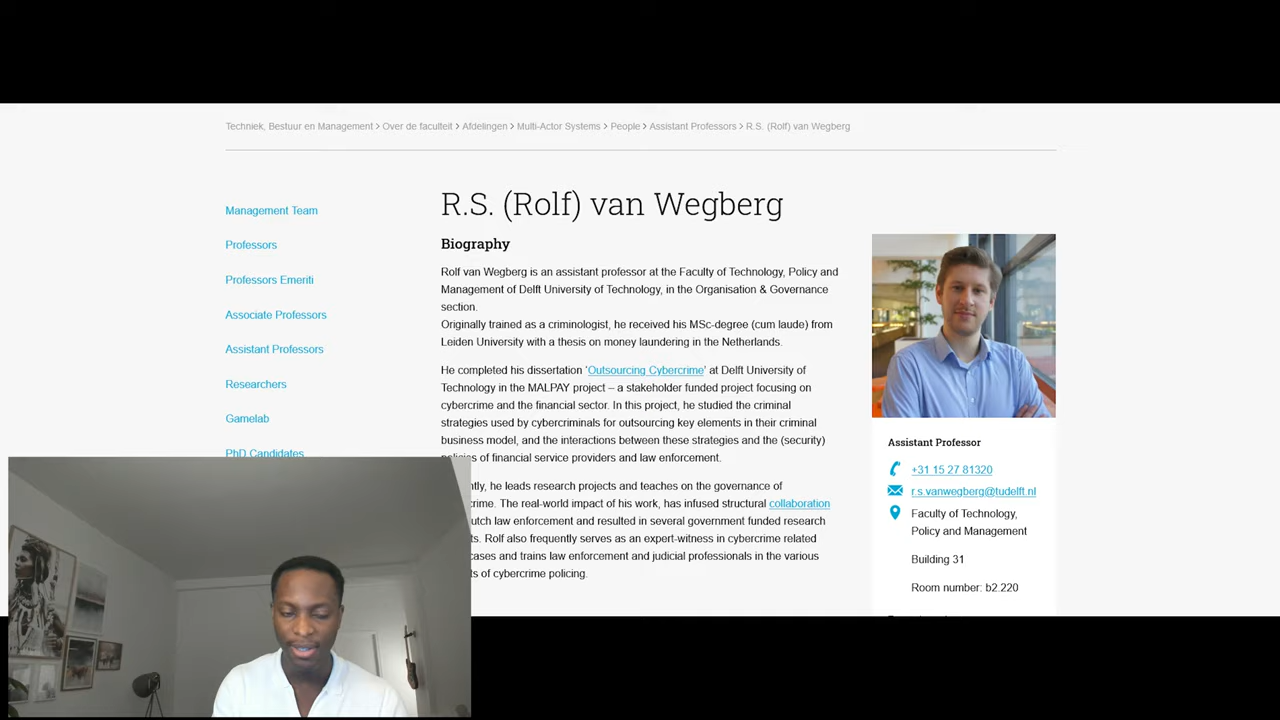 Techniek, Bestuur en Management > Over de faculteit > Afdelingen > Multi-Actor Systems > People > Assistant Professors > R.S. (Rolf) van Wegberg
Management Team
Professors
Professors Emeriti
Associate Professors
Assistant Professors
Researchers
Gamelab
PhD Candidates
R.S. (Rolf) van Wegberg
Biography
Rolf van Wegberg is an assistant professor at the Faculty of Technology, Policy and
Management of Delft University of Technology, in the Organisation & Governance
section.
Originally trained as a criminologist, he received his MSc-degree (cum laude) from
Leiden University with a thesis on money laundering in the Netherlands.
He completed his dissertation ‘Outsourcing Cybercrime’ at Delft University of
Technology in the MALPAY project – a stakeholder funded project focusing on
cybercrime and the financial sector. In this project, he studied the criminal
strategies used by cybercriminals for outsourcing key elements in their criminal
business model, and the interactions between these strategies and the (security)
policies of financial service providers and law enforcement.
he leads research projects and teaches on the governance of
The real-world impact of his work, has infused structural collaboration
law enforcement and resulted in several government funded research
Rolf also frequently serves as an expert-witness in cybercrime related
cases and trains law enforcement and judicial professionals in the various
of cybercrime policing.
Assistant Professor
+31 15 27 81320
r.s.vanwegberg@tudelft.nl
Faculty of Technology,
Policy and Management
Building 31
Room number: b2.220